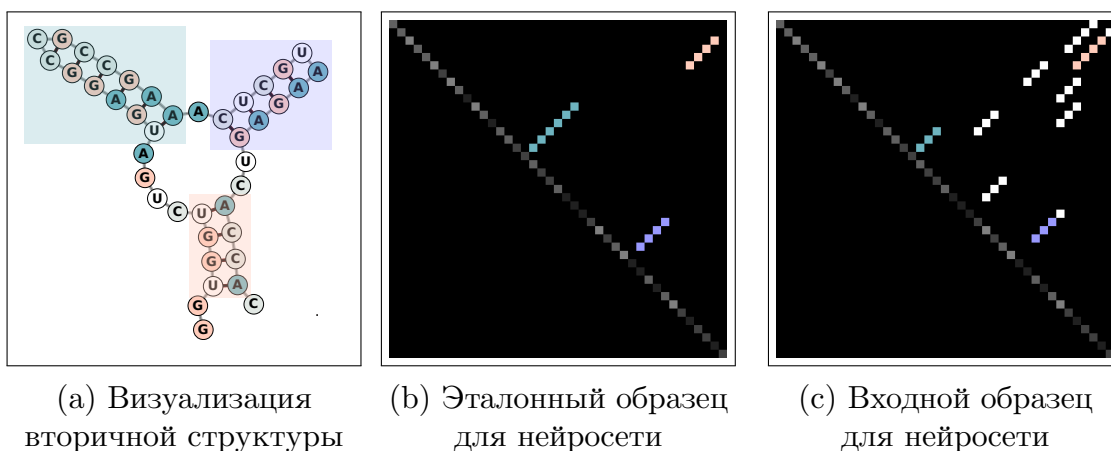 C G U
C C C G A
G G G C A
A A U G
G A A C A
U G
A U
G C
U A
C U
G C
G C
U A
G C
G
(a) Визуализация
вторичной структуры
(b) Эталонный образец
для нейросети
(c) Входной образец
для нейросети